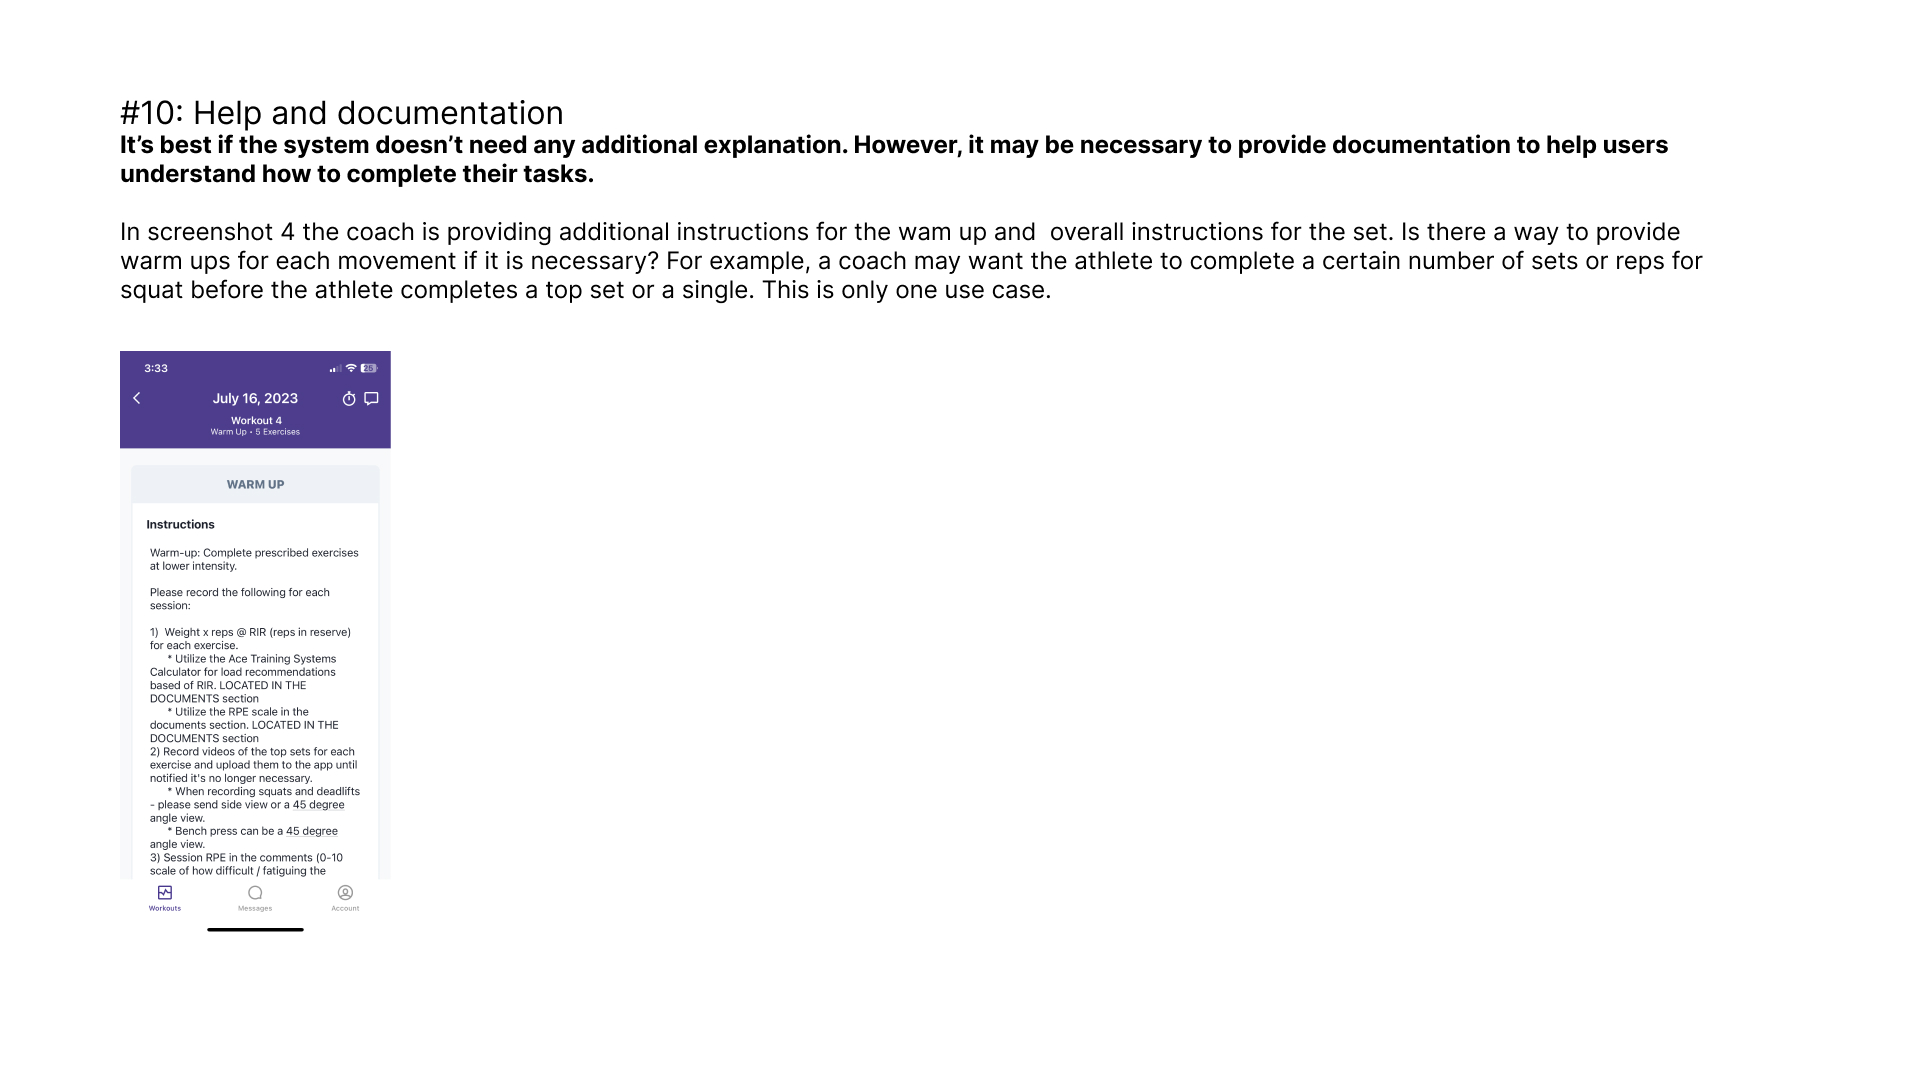 #10: Help and documentation
It’s best if the system doesn’t need any additional explanation. However, it may be necessary to provide documentation to help users
understand how to complete their tasks.
In screenshot 4 the coach is providing additional instructions for the wam up and  overall instructions for the set. Is there a way to provide
warm ups for each movement if it is necessary? For example, a coach may want the athlete to complete a certain number of sets or reps for
squat before the athlete completes a top set or a single. This is only one use case.
3:33
25
July 16, 2023
Workout 4
Warm Up • 5 Exercises
WARM UP
Instructions
Warm-up: Complete prescribed exercises
at lower intensity.
Please record the following for each
session:
1)  Weight x reps @ RIR (reps in reserve)
for each exercise.
* Utilize the Ace Training Systems
Calculator for load recommendations
based of RIR. LOCATED IN THE
DOCUMENTS section
* Utilize the RPE scale in the
documents section. LOCATED IN THE
DOCUMENTS section
2) Record videos of the top sets for each
exercise and upload them to the app until
notified it's no longer necessary.
* When recording squats and deadlifts
- please send side view or a 45 degree
angle view.
* Bench press can be a 45 degree
angle view.
3) Session RPE in the comments (0-10
scale of how difficult / fatiguing the
Workouts
Messages
Account